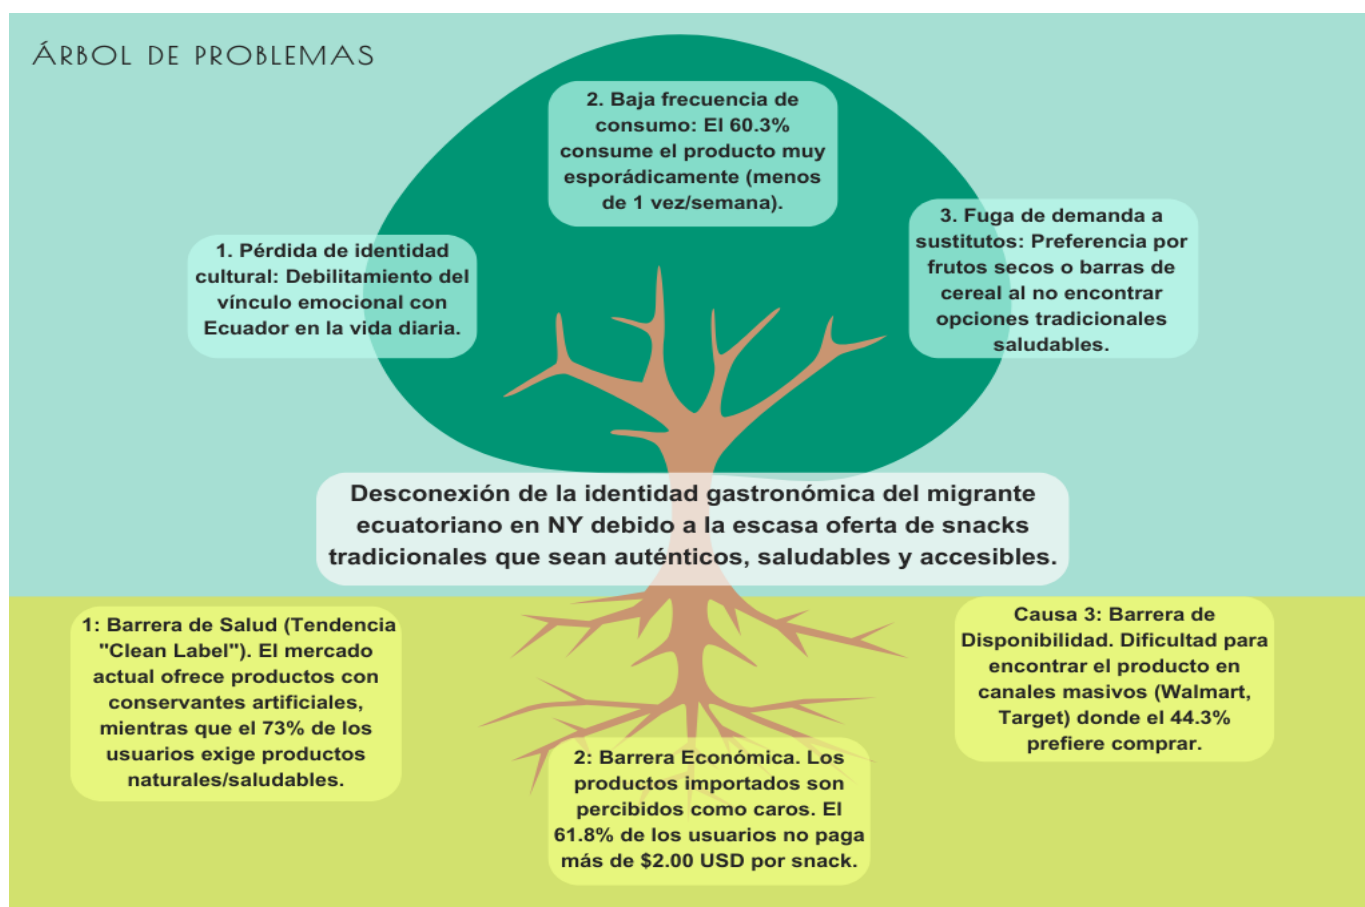 ÁRBOL DE PROBLEMAS
2. Baja frecuencia de
consumo: El 60.3%
consume el producto muy
esporádicamente (menos
de 1 vez/semana).
1. Pérdida de identidad
cultural: Debilitamiento del
vínculo emocional con
Ecuador en la vida diaria.
3. Fuga de demanda a
sustitutos: Preferencia por
frutos secos o barras de
cereal al no encontrar
opciones tradicionales
saludables.
Desconexión de la identidad gastronómica del migrante
ecuatoriano en NY debido a la escasa oferta de snacks
tradicionales que sean auténticos, saludables y accesibles.
1: Barrera de Salud (Tendencia
"Clean Label"). El mercado
actual ofrece productos con
conservantes artificiales,
mientras que el 73% de los
usuarios exige productos
naturales/saludables.
2: Barrera Económica. Los
productos importados son
percibidos como caros. El
61.8% de los usuarios no paga
más de $2.00 USD por snack.
Causa 3: Barrera de
Disponibilidad. Dificultad para
encontrar el producto en
canales masivos (Walmart,
Target) donde el 44.3%
prefiere comprar.